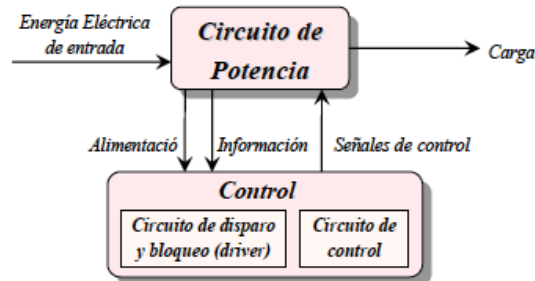 Energía Eléctrica
de entrada
Circuito de
Potencia
Carga
Alimentació
Información
Señales de control
Control
Circuito de disparo
y bloqueo (driver)
Circuito de
control